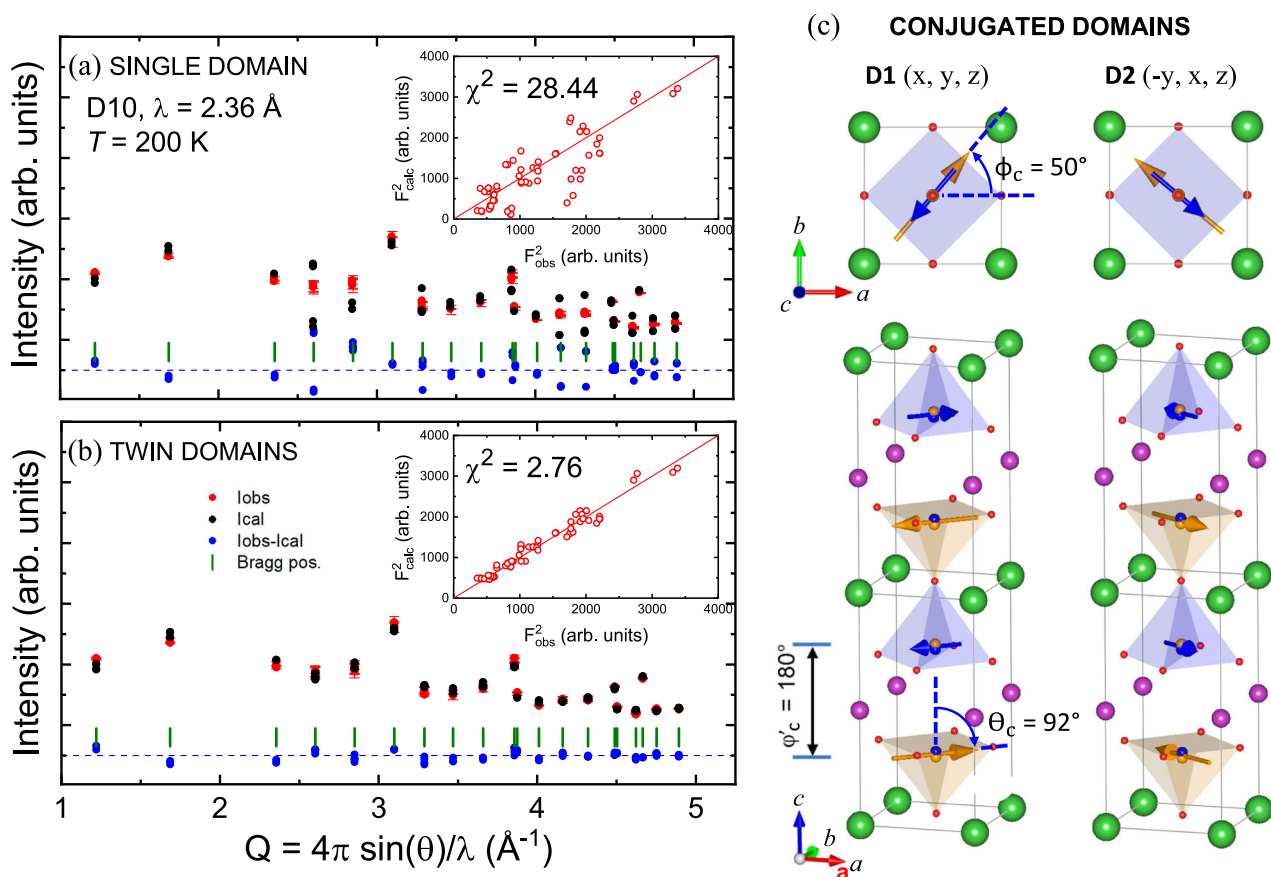 (a) SINGLE DOMAIN
D10, λ = 2.36 Å
T = 200 K
Intensity (arb. units)
χ² = 28.44
F²calc (arb. units)
4000
3000
2000
1000
0
0 1000 2000 3000 4000
F²obs (arb. units)
(b) TWIN DOMAINS
Iobs
Ical
Iobs-Ical
Bragg pos.
Intensity (arb. units)
χ² = 2.76
F²calc (arb. units)
4000
3000
2000
1000
0
0 1000 2000 3000 4000
F²obs (arb. units)
1 2 3 4 5
Q = 4π sin(θ)/λ (Å⁻¹)
(c) CONJUGATED DOMAINS
D1 (x, y, z) D2 (-y, x, z)
ϕc = 50°
b
c a
φ'c = 180°
θc = 92°
c
b
a a